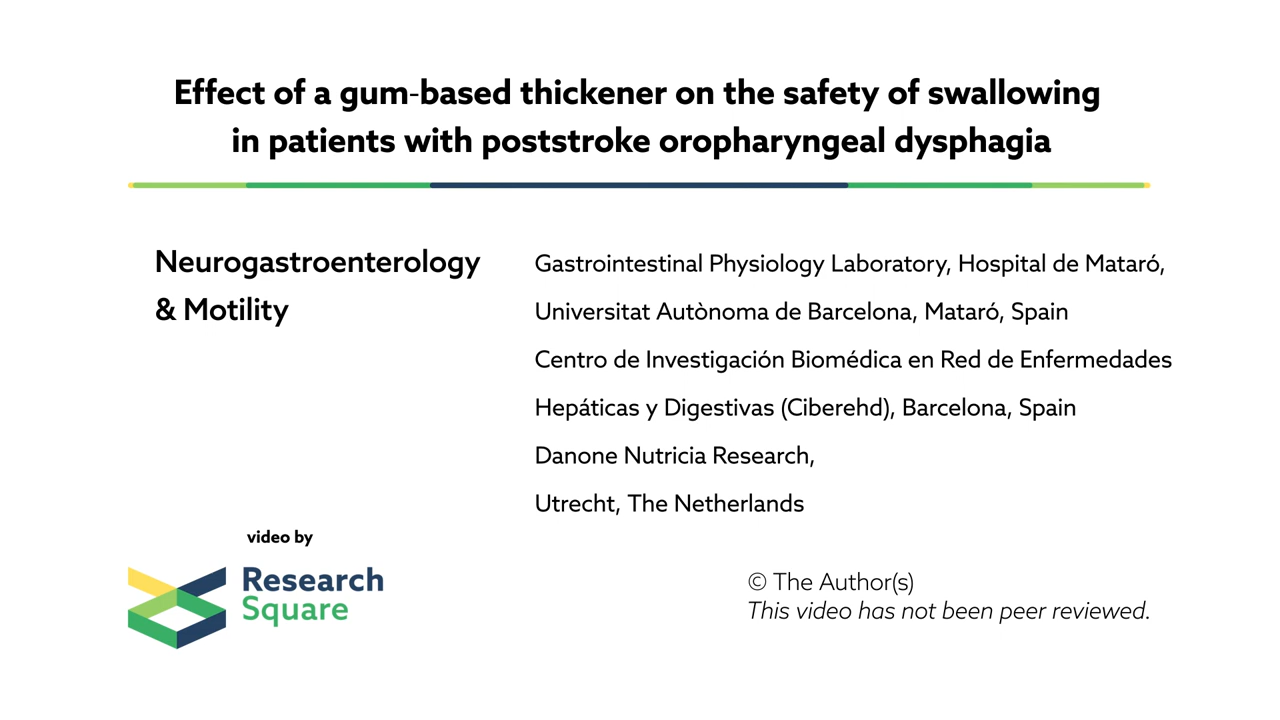 Effect of a gum-based thickener on the safety of swallowing
in patients with poststroke oropharyngeal dysphagia
Neurogastroenterology
& Motility
Gastrointestinal Physiology Laboratory, Hospital de Mataró,
Universitat Autònoma de Barcelona, Mataró, Spain
Centro de Investigación Biomédica en Red de Enfermedades
Hepáticas y Digestivas (Ciberehd), Barcelona, Spain
Danone Nutricia Research,
Utrecht, The Netherlands
video by
Research
Square
© The Author(s)
This video has not been peer reviewed.